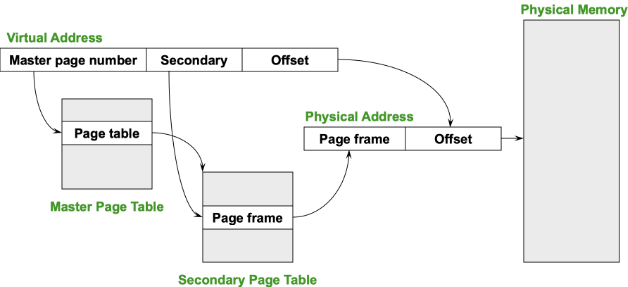 Physical Memory
Virtual Address
Master page number Secondary Offset
Physical Address
Page table
Page frame Offset
Master Page Table
Page frame
Secondary Page Table